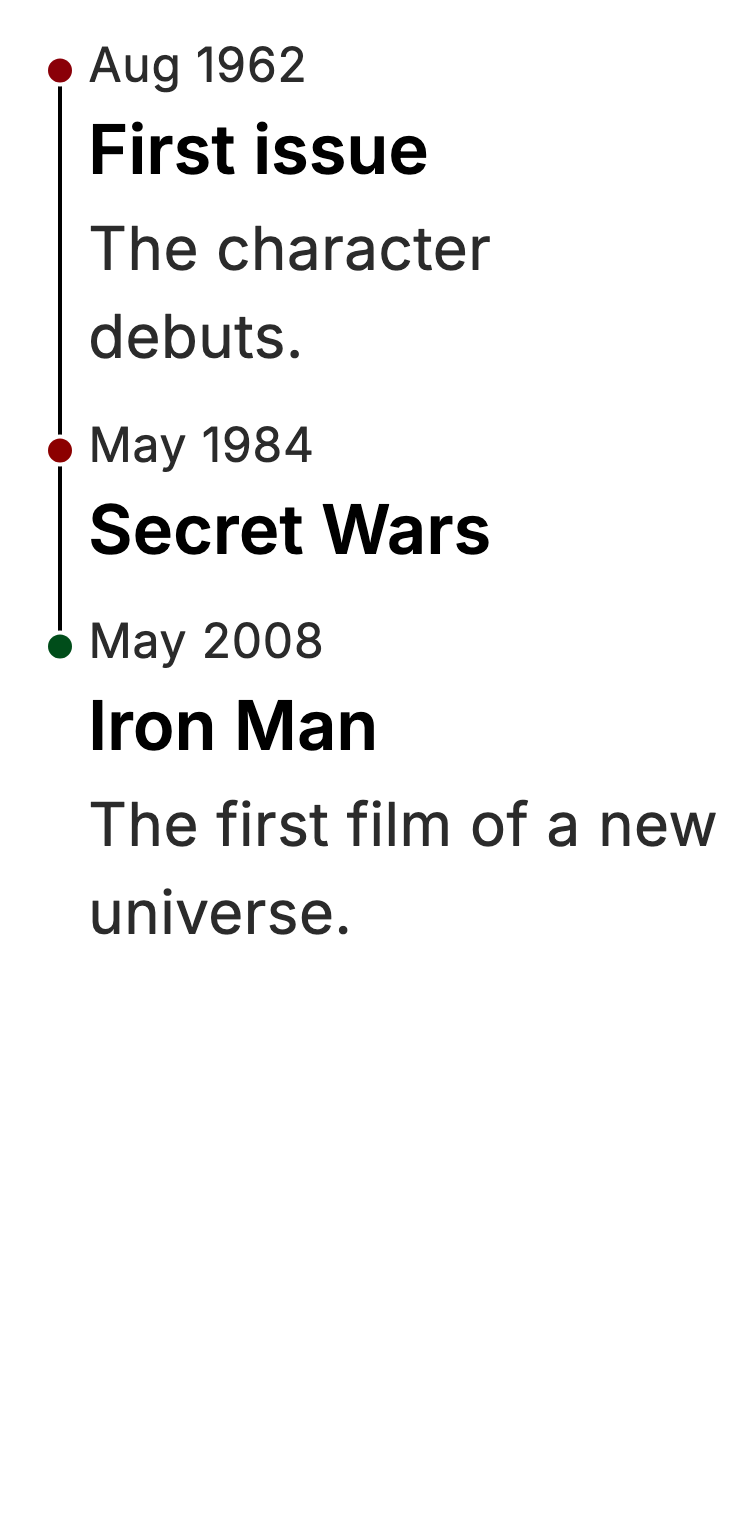 Aug 1962
First issue
The character
debuts.
May 1984
Secret Wars
May 2008
Iron Man
The first film of a new
universe.